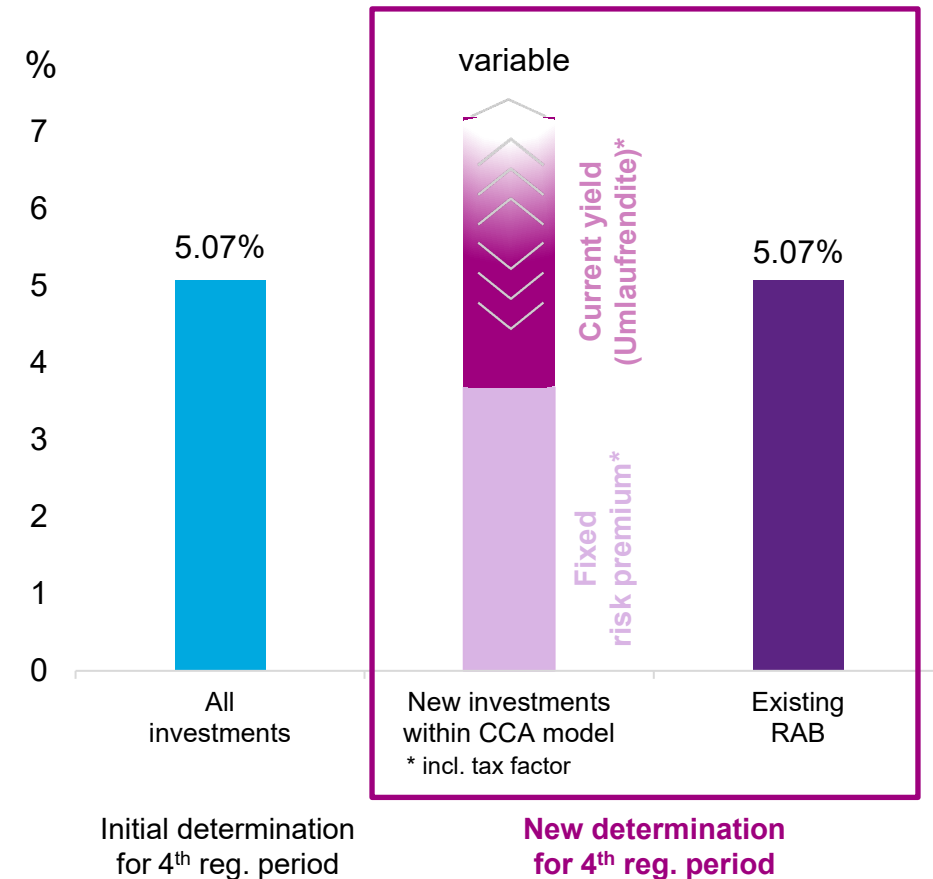 %
7
6
5
4
3
2
1
0
5.07%
variable
5.07%
Current yield
(Umlaufrendite)*
Fixed
risk premium*
All
investments
New investments
within CCA model
* incl. tax factor
Existing
RAB
Initial determination
for 4th reg. period
New determination
for 4th reg. period